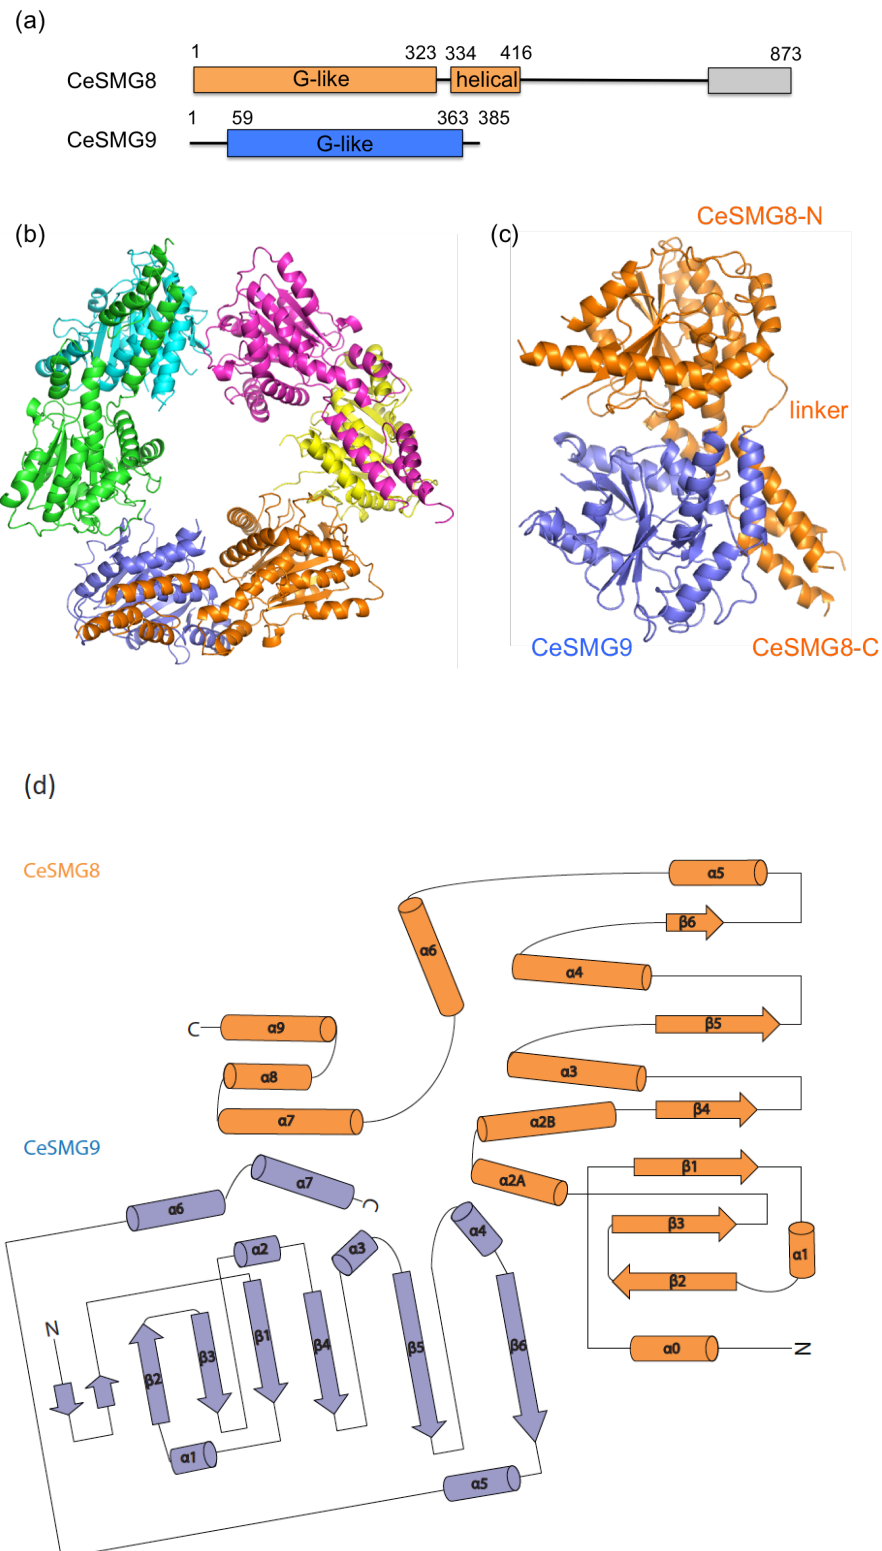 (a)
1 323 334 416 873
CeSMG8 G-like helical
1 59 363 385
CeSMG9 G-like
CeSMG8-N
(b) (c)
linker
CeSMG9 CeSMG8-C
(d)
CeSMG8
α5
β6
α6
α4
C α9 β5
α8 α3
α7 α2B β4
CeSMG9
α7 α2A β1
α6 C
α4 β3
α2 α3 α1
β2
N β1 β4 β5 β6 α0 N
β3
β2
α1
α5